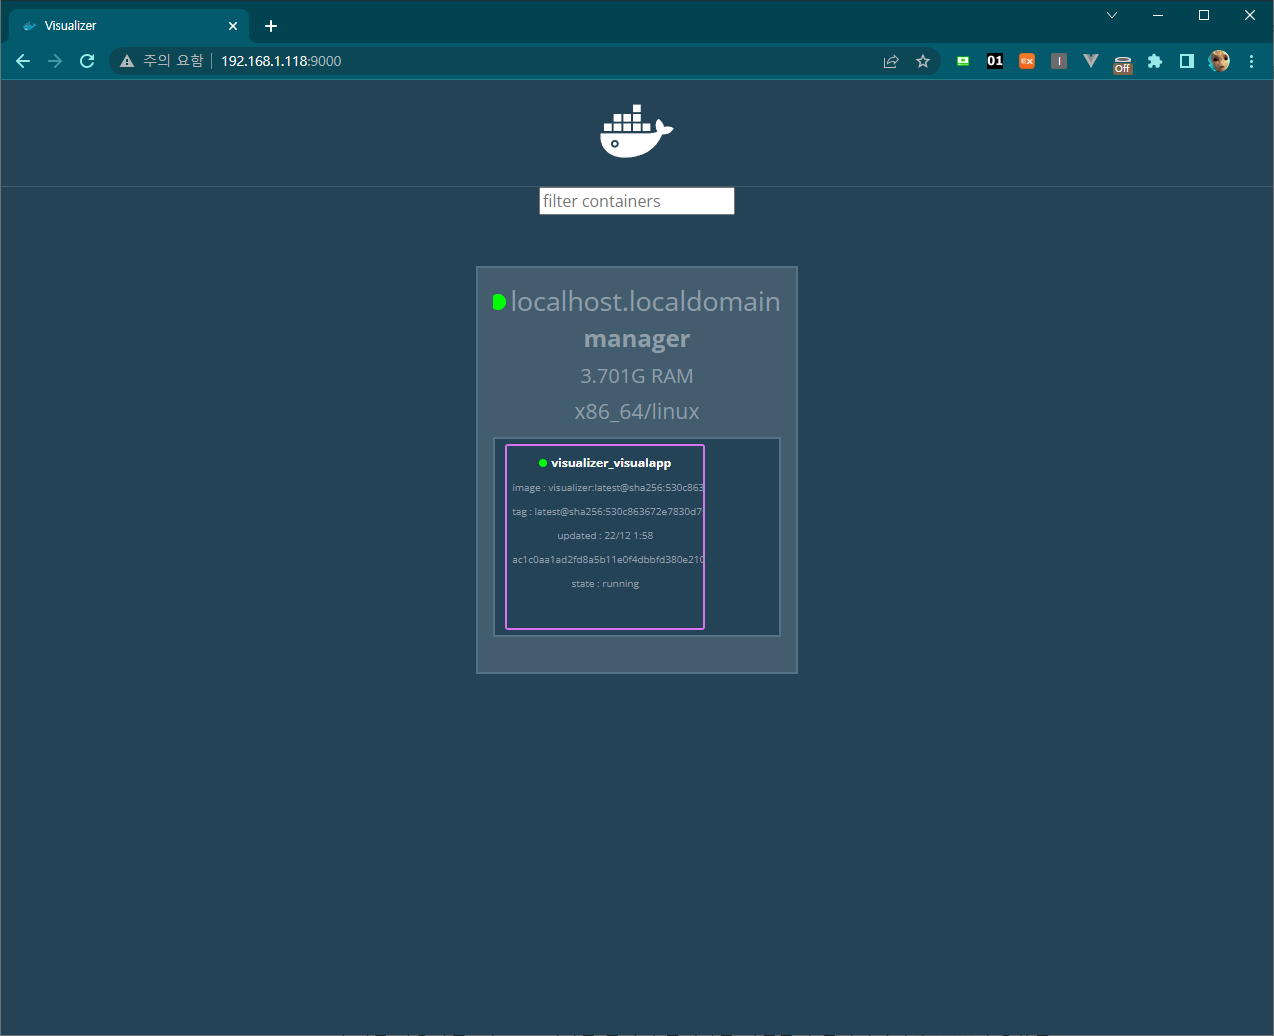 Visualizer
주의 요함 192.168.1.118:9000
01
EX
I
Off
filter containers
localhost.localdomain
manager
3.701G RAM
x86_64/linux
visualizer_visualapp
image : visualizer:latest@sha256:530c863
tag : latest@sha256:530c863672e7830d7
updated : 22/12 1:58
ac1c0aa1ad2fd8a5b11e0f4dbbfd380e210
state : running